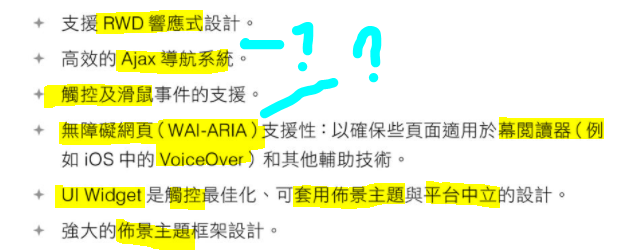 + 支援 RWD 響應式設計。
+ 高效的 Ajax 導航系統。
+ 觸控及滑鼠事件的支援。
+ 無障礙網頁（WAI-ARIA）支援性：以確保些頁面適用於幕閱讀器（例
如 iOS 中的 VoiceOver）和其他輔助技術。
+ UI Widget 是觸控最佳化、可套用佈景主題與平台中立的設計。
+ 強大的佈景主題框架設計。
? ?